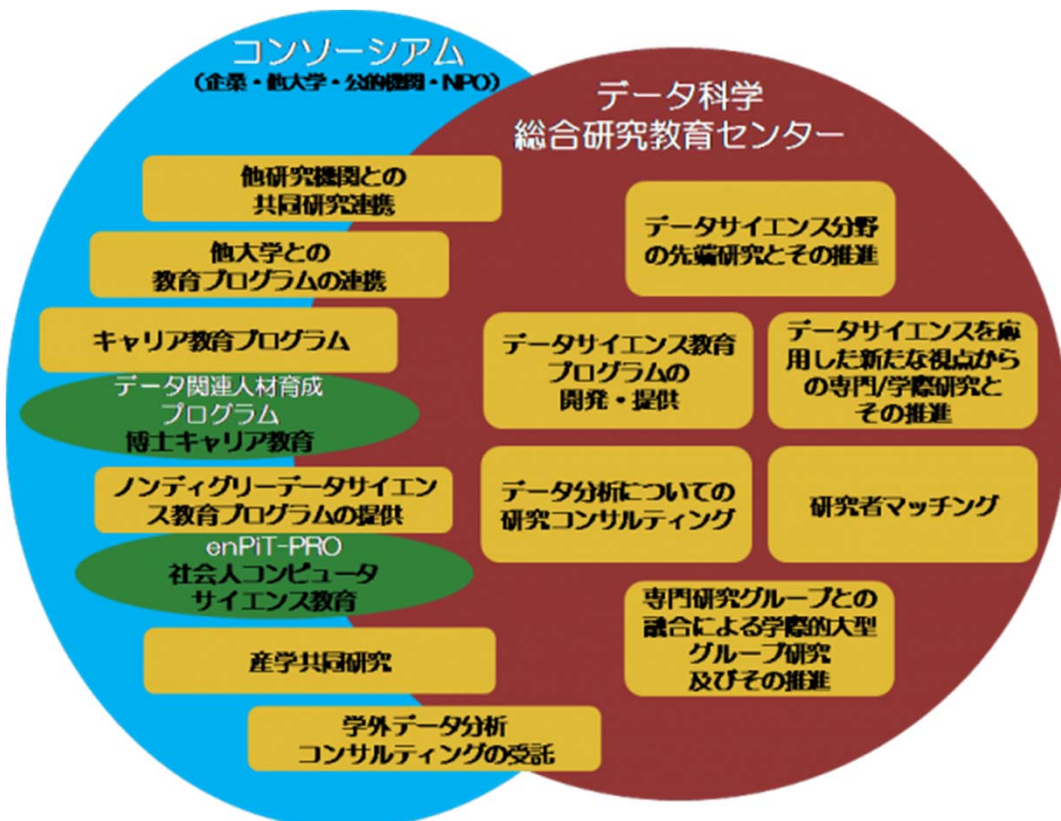 コンソーシアム
(企業・他大学・公的機関・NPO)
データ科学
総合研究教育センター
他研究機関との
共同研究連携
他大学との
教育プログラムの連携
キャリア教育プログラム
データ関連人材育成
プログラム
博士キャリア教育
ノンディグリーデータサイエン
ス教育プログラムの提供
enPiT-PRO
社会人コンピュータ
サイエンス教育
産学共同研究
学外データ分析
コンサルティングの受託
データサイエンス分野
の先端研究とその推進
データサイエンス教育
プログラムの
開発・提供
データサイエンスを応
用した新たな視点から
の専門/学際研究と
その推進
データ分析についての
研究コンサルティング
研究者マッチング
専門研究グループとの
融合による学際的大型
グループ研究
及びその推進